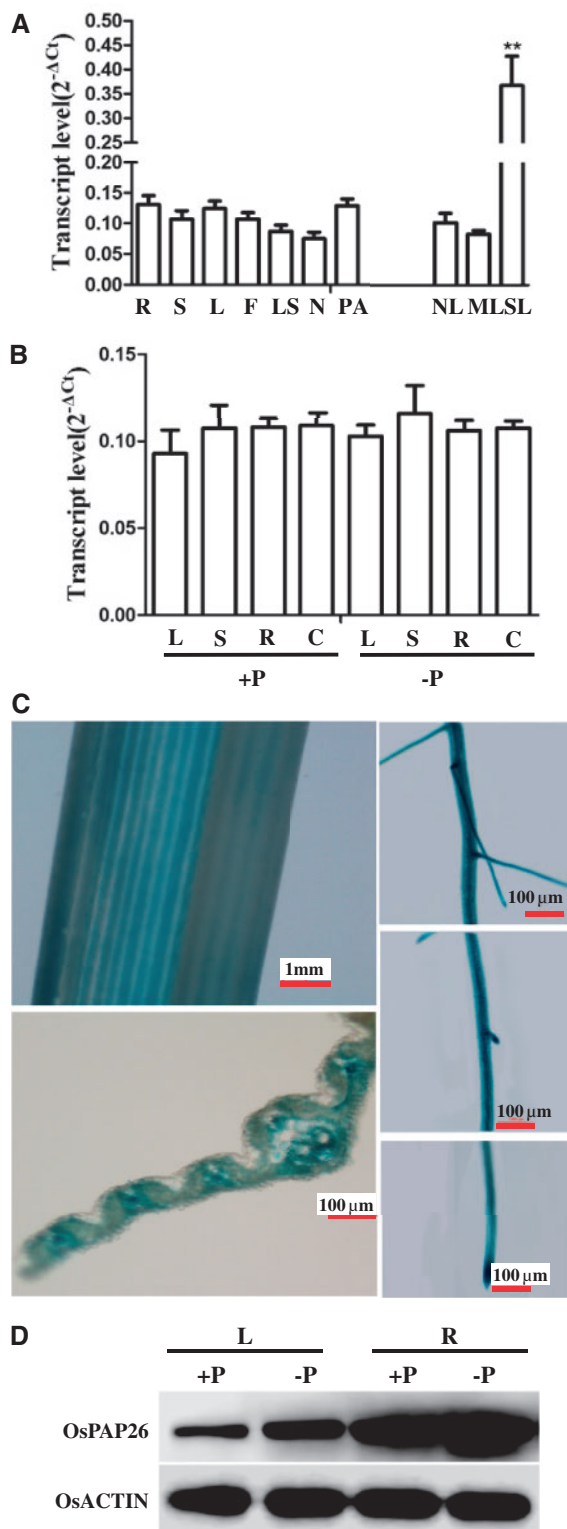 A
Transcript level(2-ΔCt)
0.50
0.45
0.40
0.35
0.30
0.25
0.20
0.15
0.10
0.05
0.00
**
R S L F LS N PA NL ML SL
B
Transcript level(2-ΔCt)
0.15
0.10
0.05
0.00
L S R C L S R C
+P -P
C
1mm
100 μm
100 μm
100 μm
100 μm
D
L R
+P -P +P -P
OsPAP26
OsACTIN